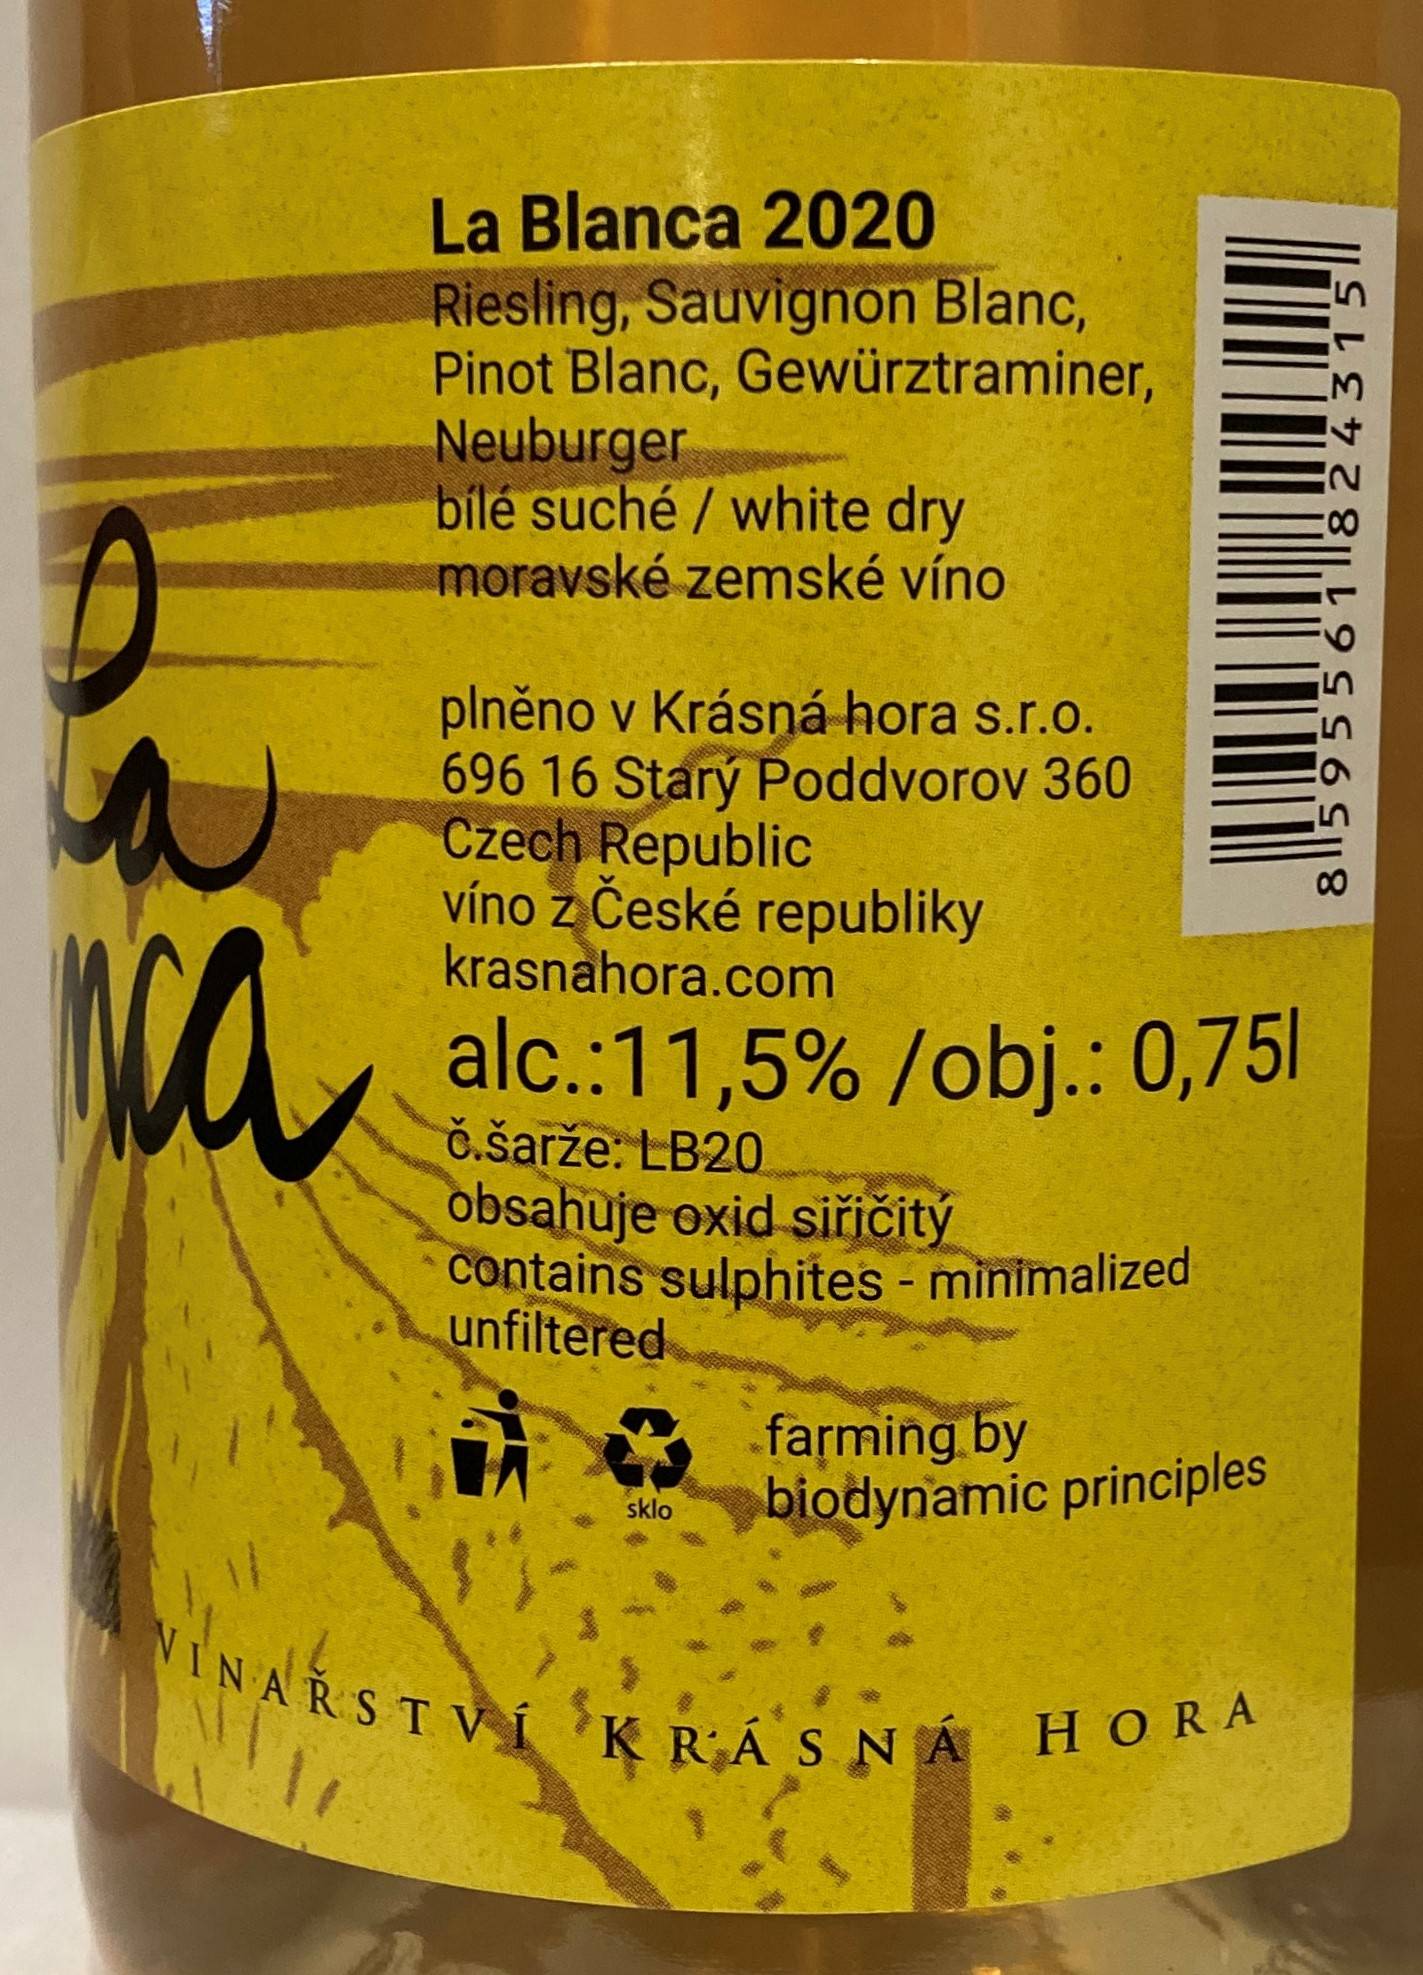 La Blanca 2020
Riesling, Sauvignon Blanc,
Pinot Blanc, Gewürztraminer,
Neuburger
bílé suché / white dry
moravské zemské víno
plněno v Krásná hora s.r.o.
696 16 Starý Poddvorov 360
Czech Republic
víno z České republiky
krasnahora.com
alc.:11,5% /obj.: 0,75l
č.šarže: LB20
obsahuje oxid siřičitý
contains sulphites - minimalized
unfiltered
sklo
farming by
biodynamic principles
VINAŘSTVÍ KRÁSNÁ HORA
La
8 595561 824315